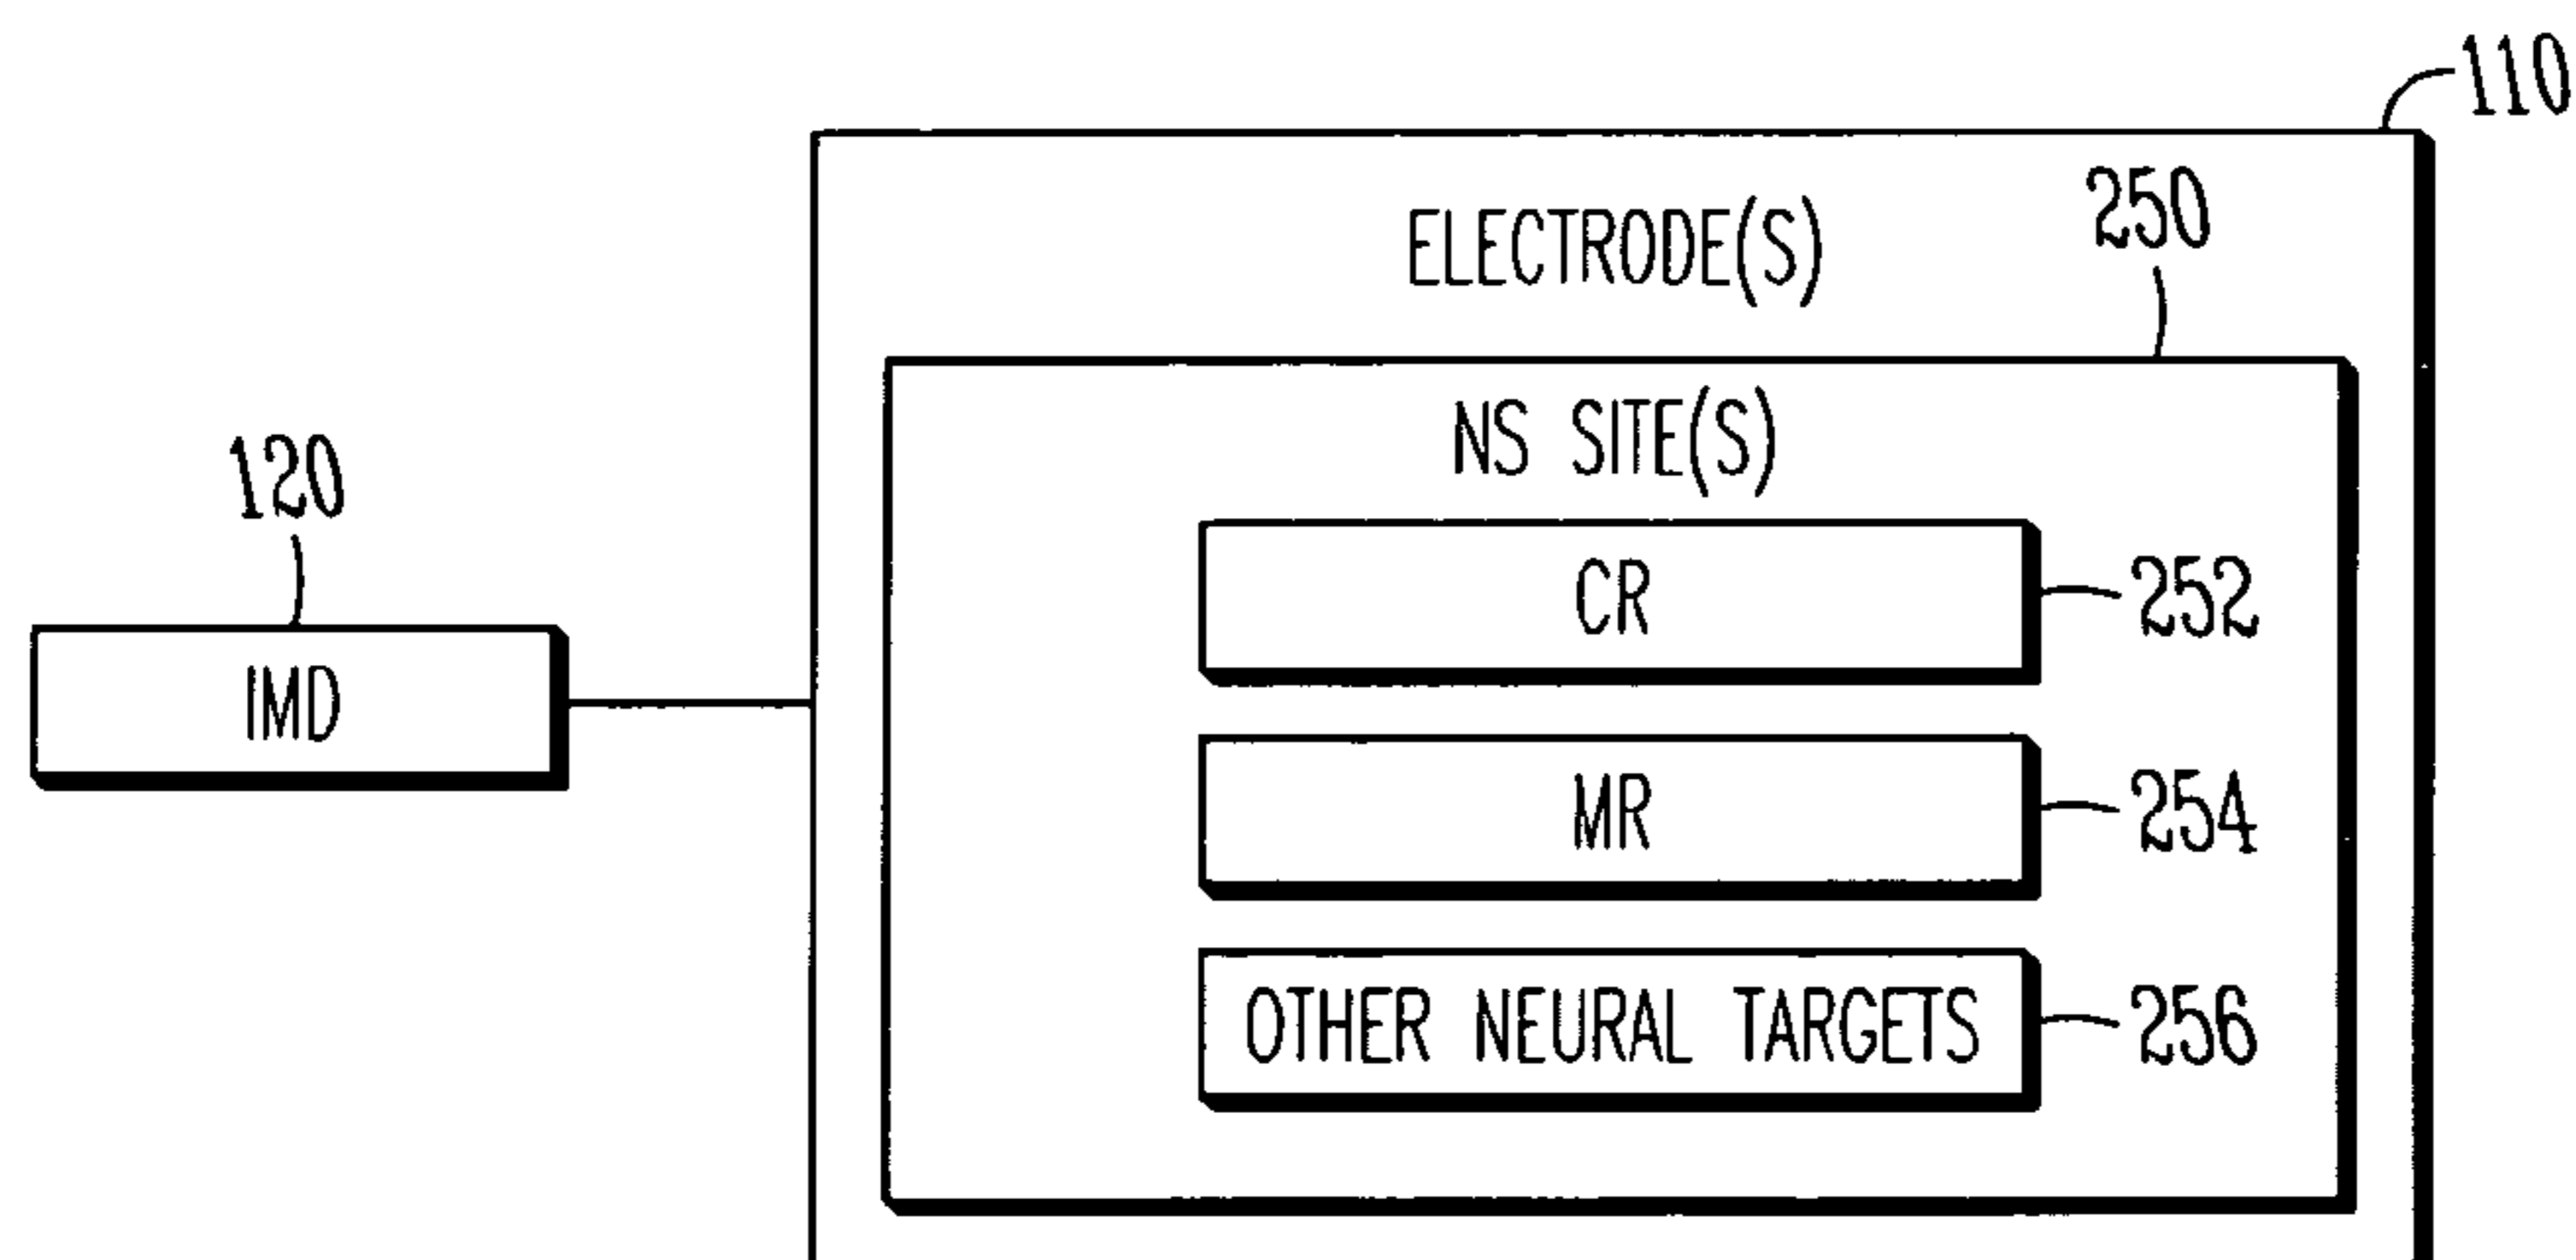 110
ELECTRODE(S)
250
NS SITE(S)
120
CR
252
IMD
MR
254
OTHER NEURAL TARGETS
256